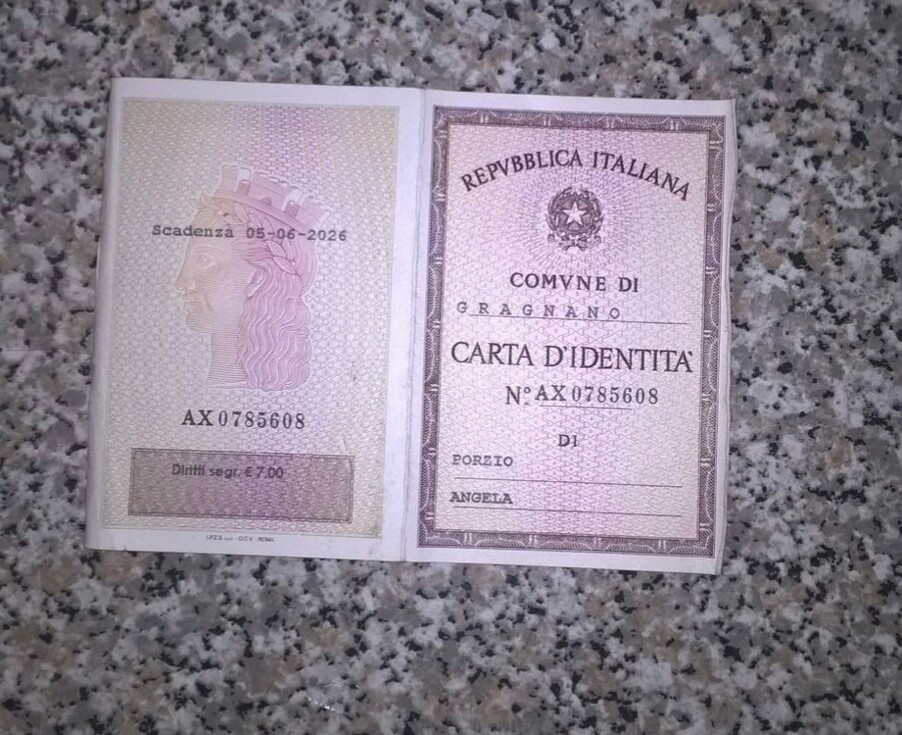 Scadenza 05-06-2026
AX 0785608
Diritti segr. € 7.00
REPVBBLICA ITALIANA
COMVNE DI
GRAGNANO
CARTA D'IDENTITA'
N° AX 0785608
DI
PORZIO
ANGELA